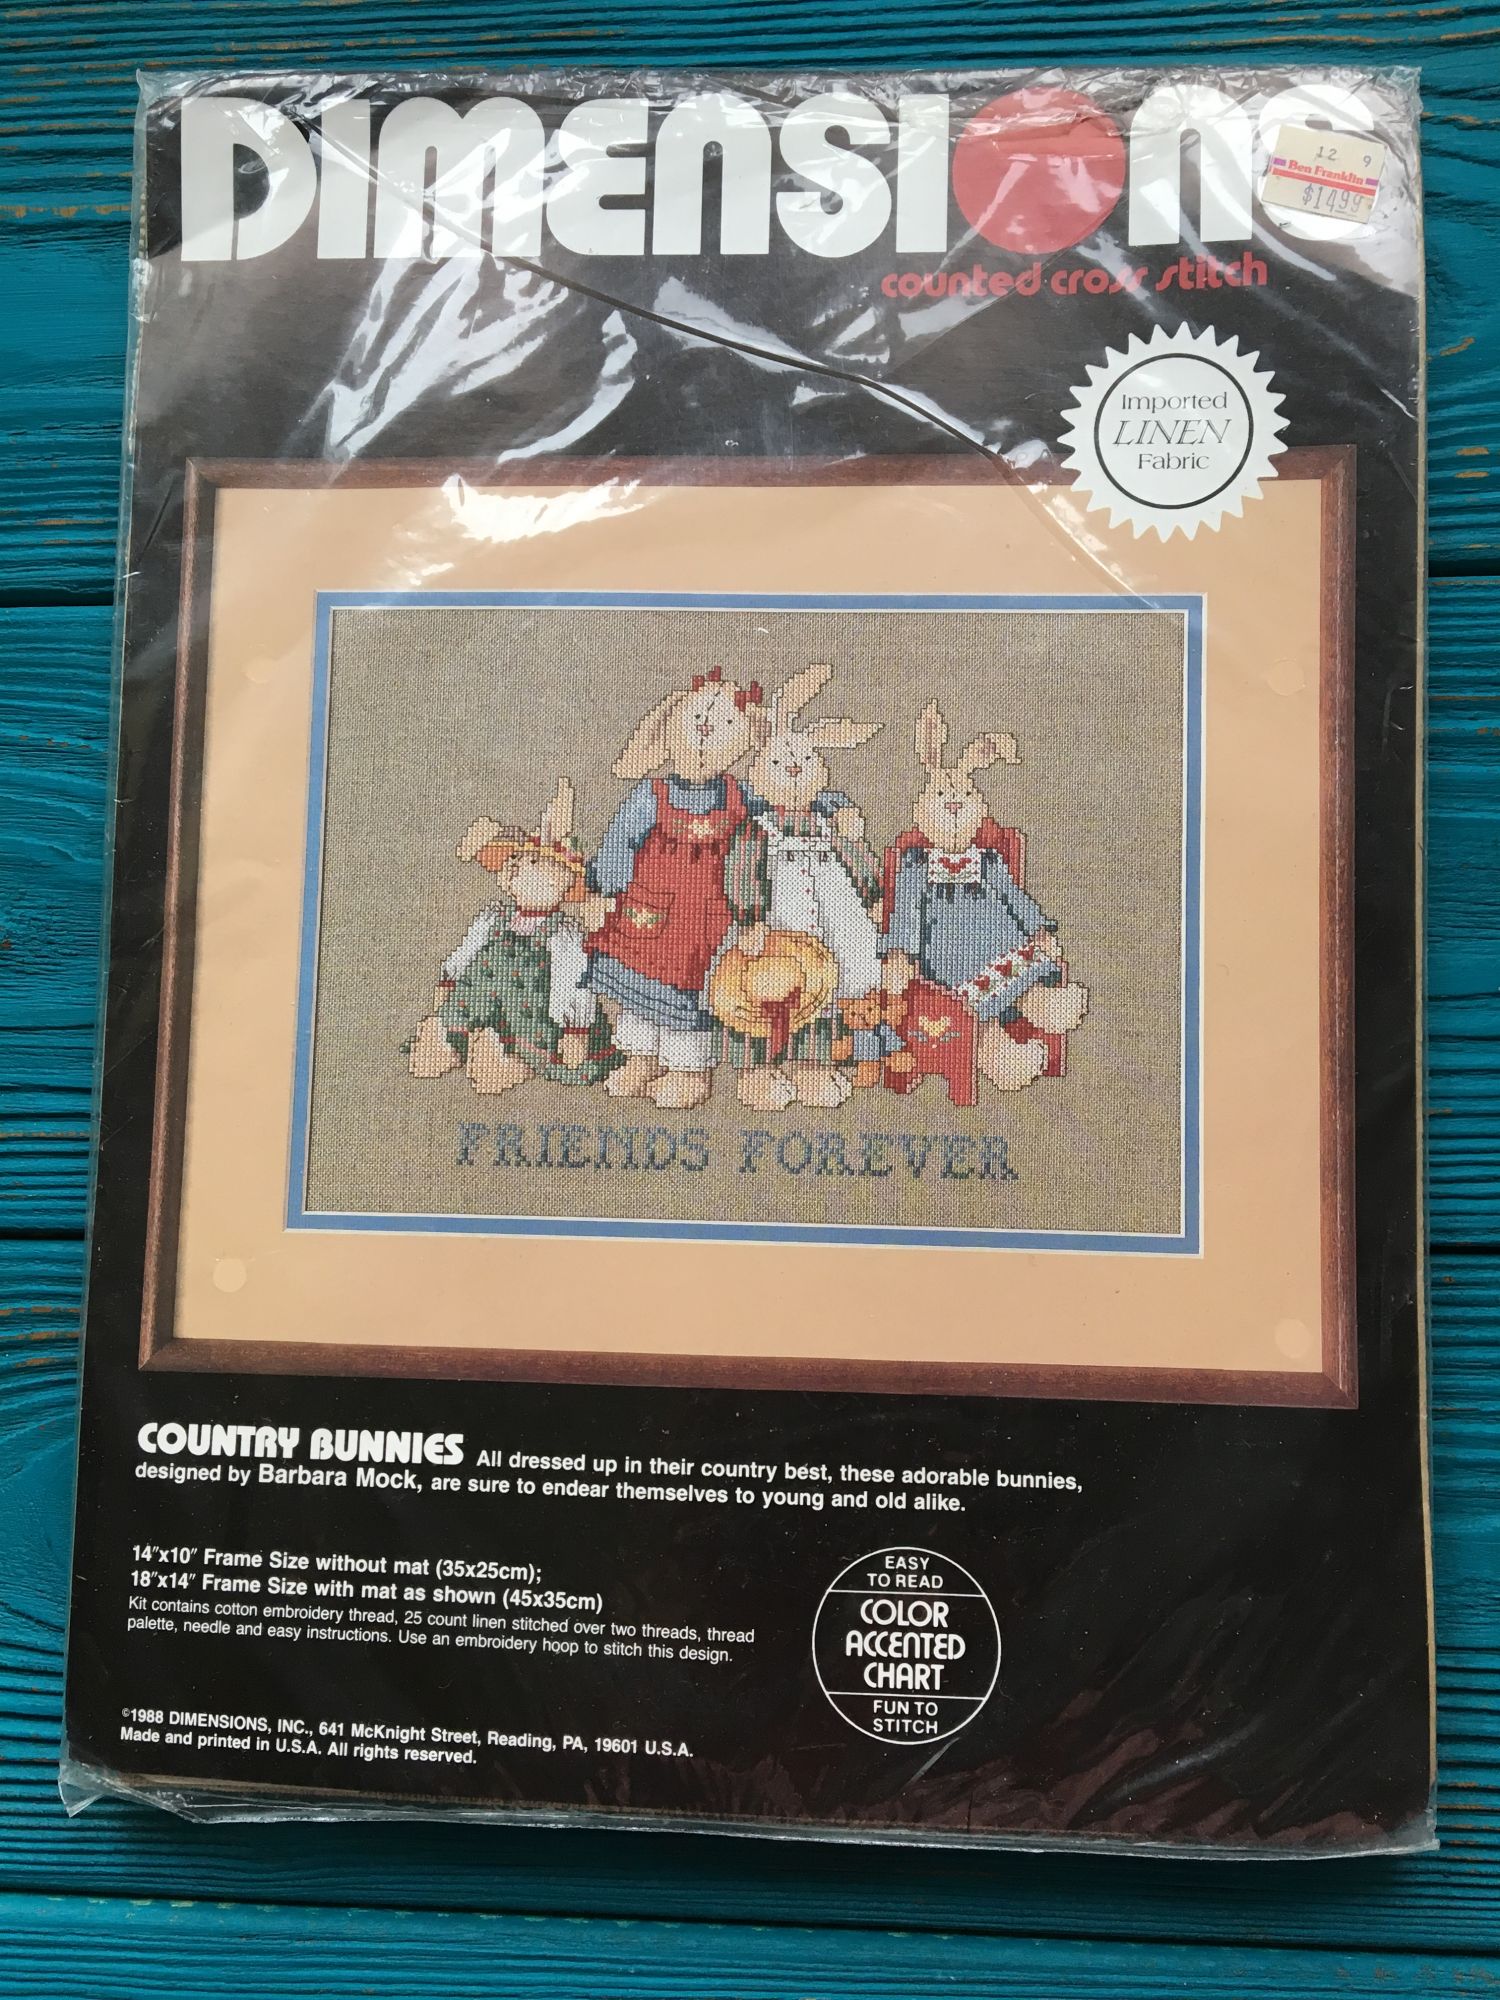 DIMENSIONS
12 9
Ben Franklin
$14.99
counted cross stitch
Imported
LINEN
Fabric
FRIENDS FOREVER
COUNTRY BUNNIES All dressed up in their country best, these adorable bunnies,
designed by Barbara Mock, are sure to endear themselves to young and old alike.
14"x10" Frame Size without mat (35x25cm);
18"x14" Frame Size with mat as shown (45x35cm)
Kit contains cotton embroidery thread, 25 count linen stitched over two threads, thread
palette, needle and easy instructions. Use an embroidery hoop to stitch this design.
EASY
TO READ
COLOR
ACCENTED
CHART
FUN TO
STITCH
©1988 DIMENSIONS, INC., 641 McKnight Street, Reading, PA, 19601 U.S.A.
Made and printed in U.S.A. All rights reserved.